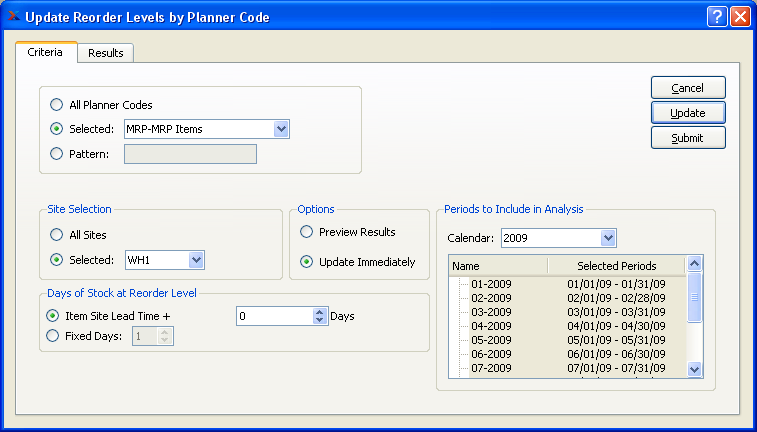 Update Reorder Levels by Planner Code
Criteria
Results
All Planner Codes
Selected: MRP-MRP Items
Pattern:
Cancel
Update
Submit
Site Selection
All Sites
Selected: WH1
Options
Preview Results
Update Immediately
Periods to Include in Analysis
Calendar: 2009
Name Selected Periods
01-2009 01/01/09 - 01/31/09
02-2009 02/01/09 - 02/28/09
03-2009 03/01/09 - 03/31/09
04-2009 04/01/09 - 04/30/09
05-2009 05/01/09 - 05/31/09
06-2009 06/01/09 - 06/30/09
07-2009 07/01/09 - 07/31/09
Days of Stock at Reorder Level
Item Site Lead Time + 0 Days
Fixed Days: 1